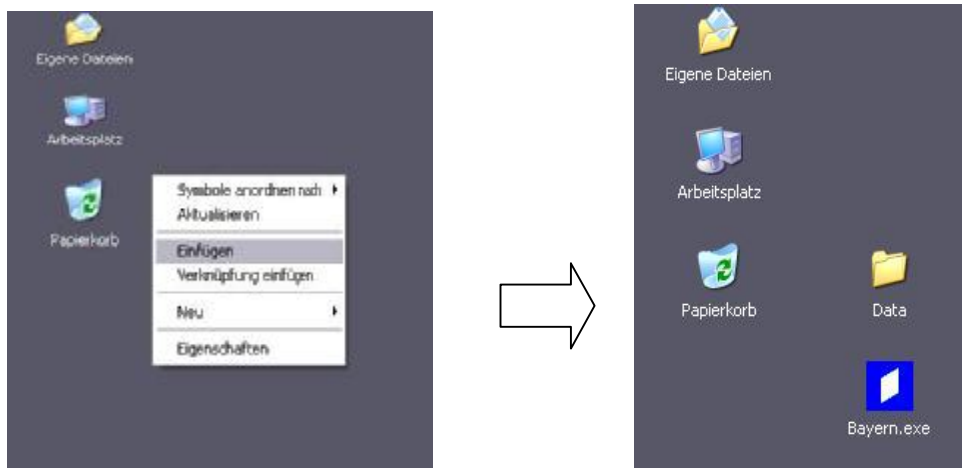 Eigene Dateien
Arbeitsplatz
Papierkorb
Symbole anordnen nach
Aktualisieren
Einfügen
Verknüpfung einfügen
Neu
Eigenschaften
Eigene Dateien
Arbeitsplatz
Papierkorb
Data
Bayern.exe